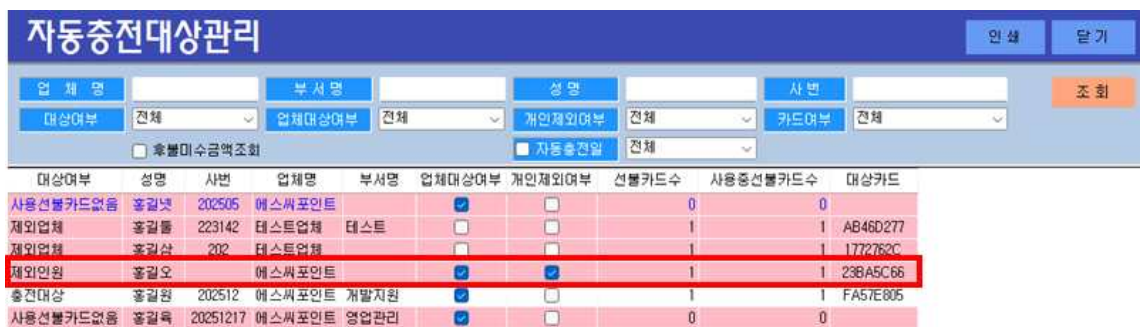 자동충전대상관리 인쇄 닫기
업체명 부서명 성명 사번 조회
대상여부 전체 업체대상여부 전체 개인제외여부 전체 카드여부 전체
후불미수금액조회 자동충전일 전체
대상여부 성명 사번 업체명 부서명 업체대상여부 개인제외여부 선불카드수 사용중선불카드수 대상카드
사용선불카드없음 홍길넷 202505 에스씨포인트 0 0
제외업체 홍길둘 223142 테스트업체 테스트 1 1 AB46D277
제외업체 홍길삼 202 테스트업체 1 1 1772762C
제외인원 홍길오 에스씨포인트 1 1 23BA5C66
충전대상 홍길원 202512 에스씨포인트 개발지원 1 1 FA57E805
사용선불카드없음 홍길육 20251217 에스씨포인트 영업관리 0 0